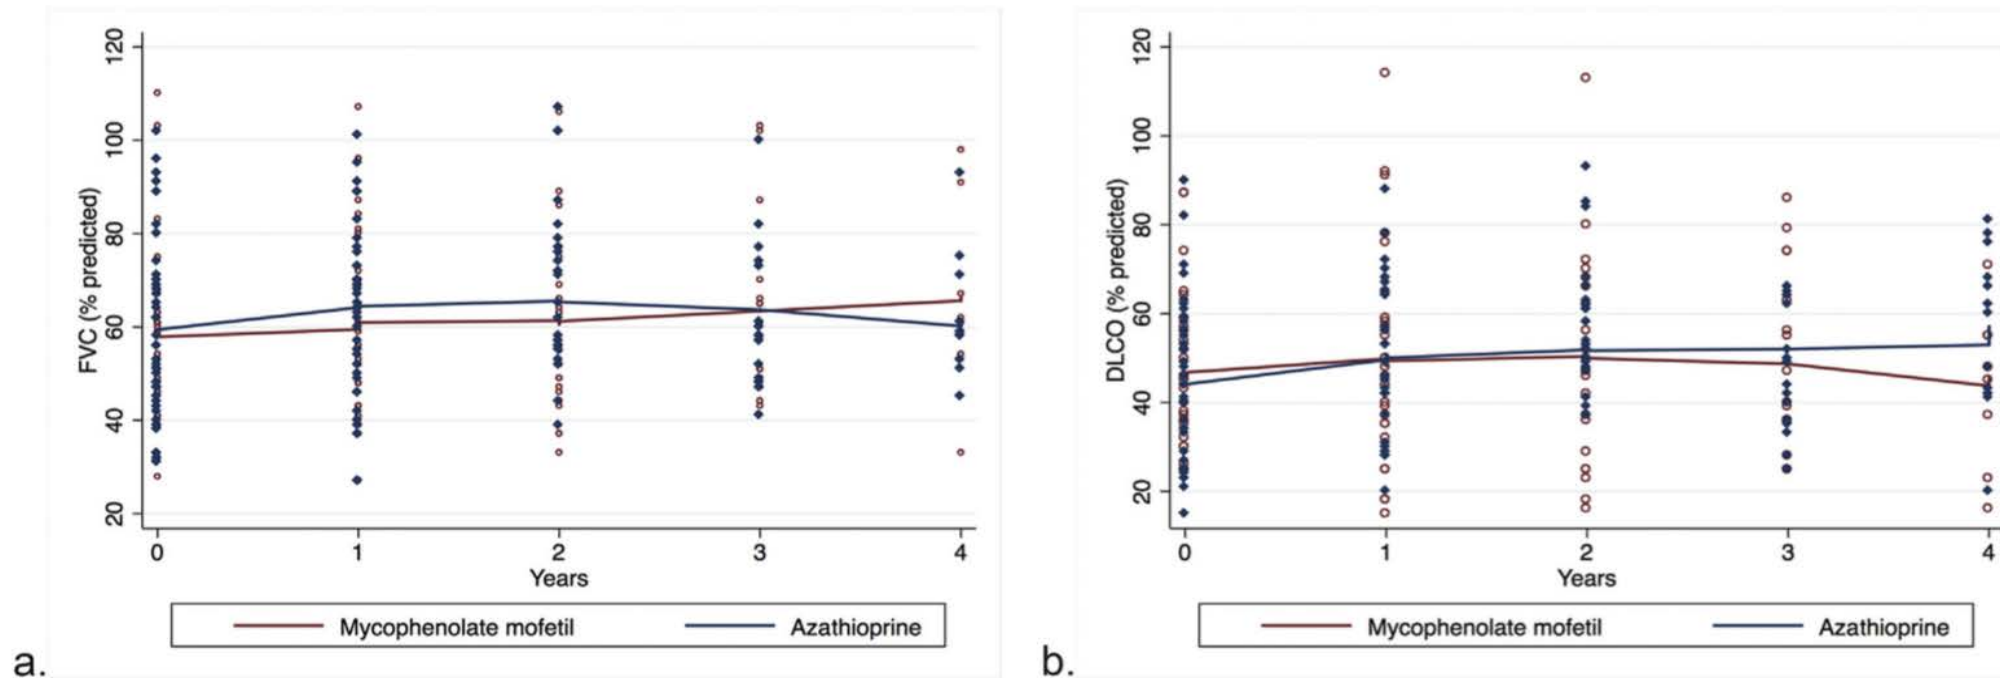 120
100
80
60
40
20
FVC (% predicted)
0 1 2 3 4
Years
Mycophenolate mofetil Azathioprine
a.
120
100
80
60
40
20
DLCO (% predicted)
0 1 2 3 4
Years
Mycophenolate mofetil Azathioprine
b.